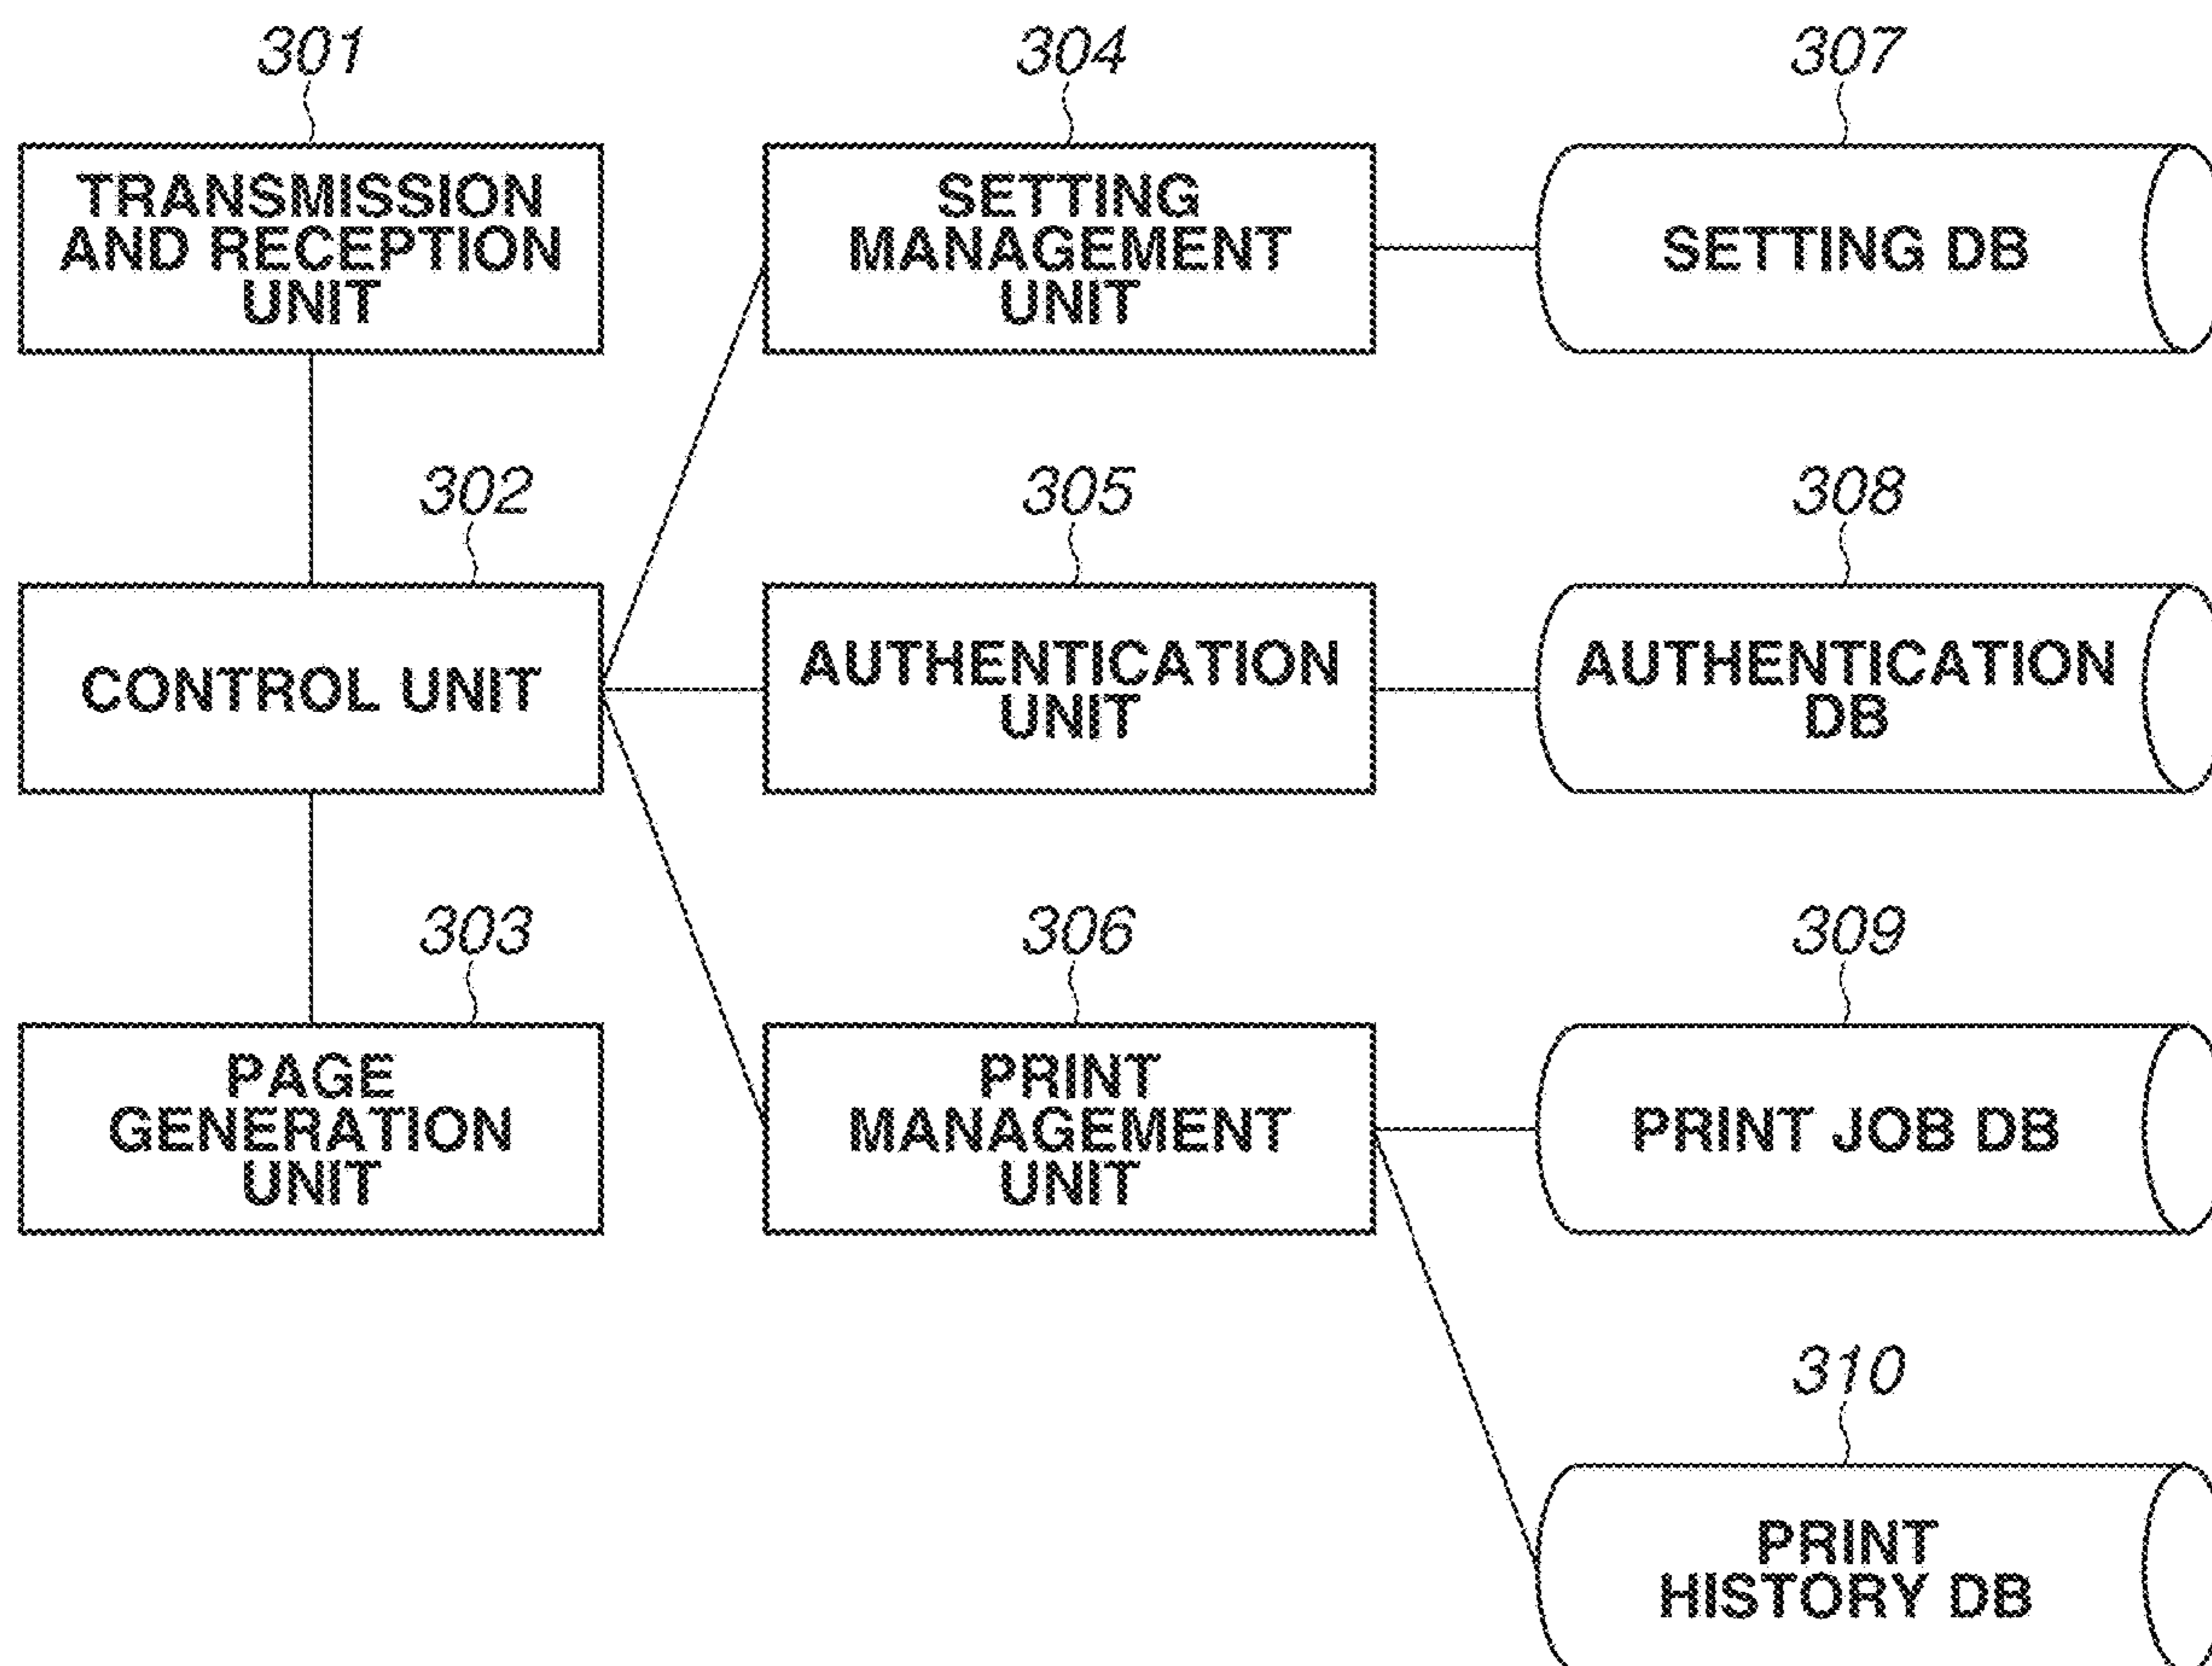 301
TRANSMISSION
AND RECEPTION
UNIT
304
SETTING
MANAGEMENT
UNIT
307
SETTING DB
302
CONTROL UNIT
305
AUTHENTICATION
UNIT
308
AUTHENTICATION
DB
303
PAGE
GENERATION
UNIT
306
PRINT
MANAGEMENT
UNIT
309
PRINT JOB DB
310
PRINT
HISTORY DB